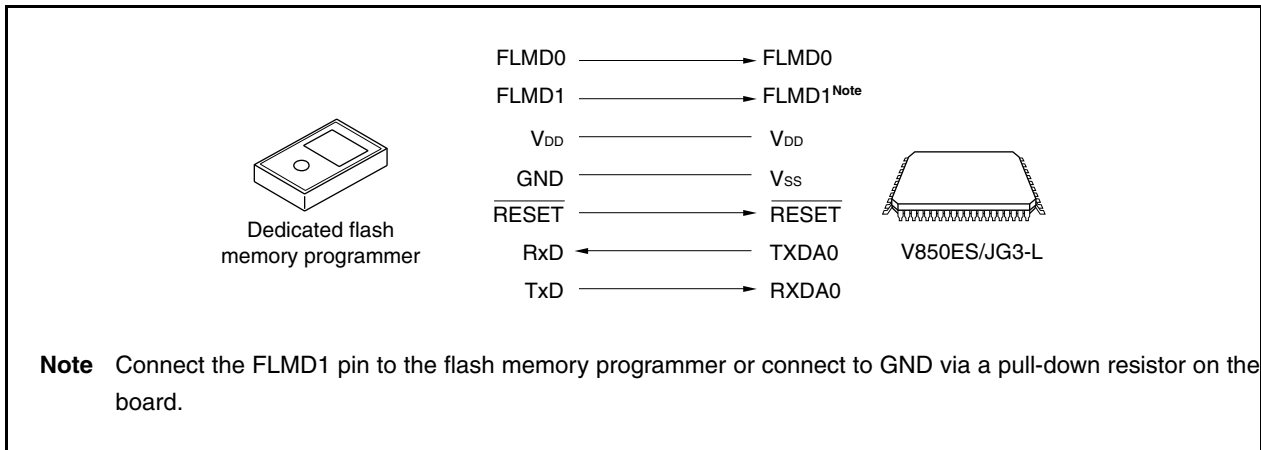 FLMD0 FLMD0
FLMD1 FLMD1Note
VDD VDD
GND VSS
RESET RESET
RxD TXDA0
TxD RXDA0
Dedicated flash
memory programmer
V850ES/JG3-L
Note Connect the FLMD1 pin to the flash memory programmer or connect to GND via a pull-down resistor on the
board.